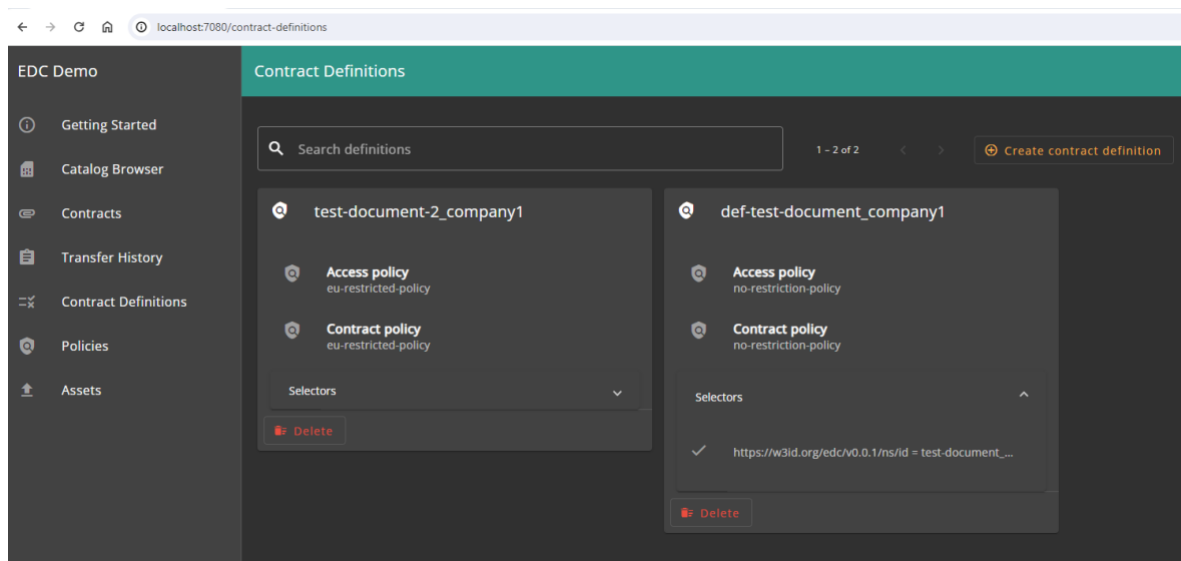 localhost:7080/contract-definitions
EDC Demo
Contract Definitions
Getting Started
Catalog Browser
Contracts
Transfer History
Contract Definitions
Policies
Assets
Search definitions
1 – 2 of 2
Create contract definition
test-document-2_company1
Access policy
eu-restricted-policy
Contract policy
eu-restricted-policy
Selectors
Delete
def-test-document_company1
Access policy
no-restriction-policy
Contract policy
no-restriction-policy
Selectors
https://w3id.org/edc/v0.0.1/ns/id = test-document_...
Delete